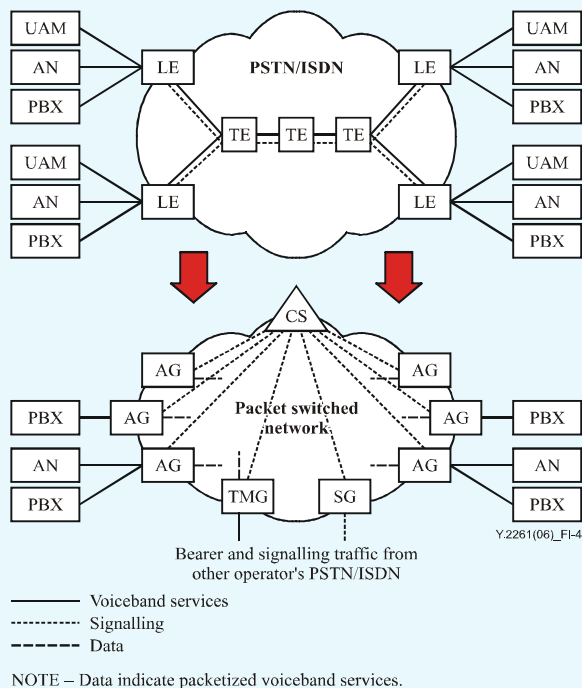 UAM
AN
PBX
LE
PSTN/ISDN
LE
UAM
AN
PBX
TE
TE
TE
UAM
AN
PBX
LE
LE
UAM
AN
PBX
CS
AG
AG
PBX
AG
Packet switched
network
AG
PBX
AN
PBX
AG
AG
AN
PBX
TMG
SG
Y.2261(06)_FI-4
Bearer and signalling traffic from
other operator's PSTN/ISDN
Voiceband services
Signalling
Data
NOTE – Data indicate packetized voiceband services.